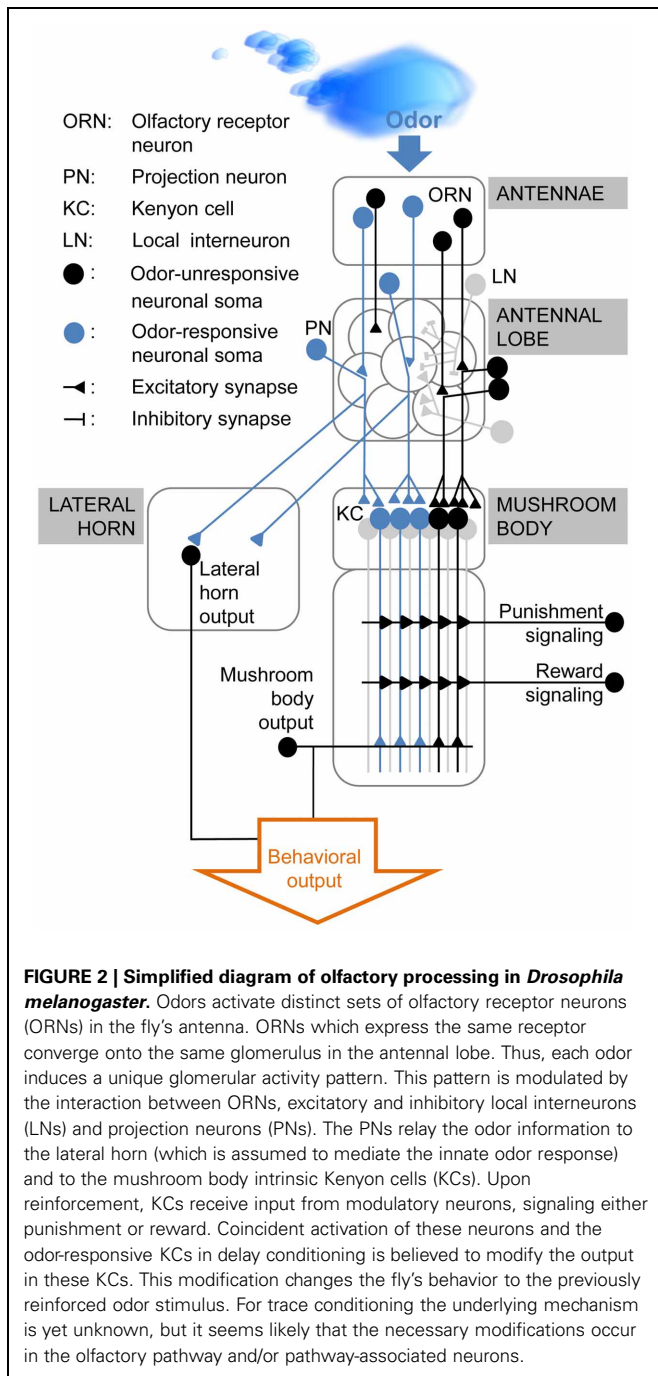 Odor
ORN: Olfactory receptor
neuron
PN: Projection neuron
KC: Kenyon cell
LN: Local interneuron
: Odor-unresponsive
neuronal soma
: Odor-responsive
neuronal soma
: Excitatory synapse
: Inhibitory synapse
ORN
ANTENNAE
LN
PN
ANTENNAL
LOBE
LATERAL
HORN
KC
MUSHROOM
BODY
Lateral
horn
output
Punishment
signaling
Mushroom
body
output
Reward
signaling
Behavioral
output
FIGURE 2 | Simplified diagram of olfactory processing in Drosophila
melanogaster. Odors activate distinct sets of olfactory receptor neurons
(ORNs) in the fly's antenna. ORNs which express the same receptor
converge onto the same glomerulus in the antennal lobe. Thus, each odor
induces a unique glomerular activity pattern. This pattern is modulated by
the interaction between ORNs, excitatory and inhibitory local interneurons
(LNs) and projection neurons (PNs). The PNs relay the odor information to
the lateral horn (which is assumed to mediate the innate odor response)
and to the mushroom body intrinsic Kenyon cells (KCs). Upon
reinforcement, KCs receive input from modulatory neurons, signaling either
punishment or reward. Coincident activation of these neurons and the
odor-responsive KCs in delay conditioning is believed to modify the output
in these KCs. This modification changes the fly's behavior to the previously
reinforced odor stimulus. For trace conditioning the underlying mechanism
is yet unknown, but it seems likely that the necessary modifications occur
in the olfactory pathway and/or pathway-associated neurons.